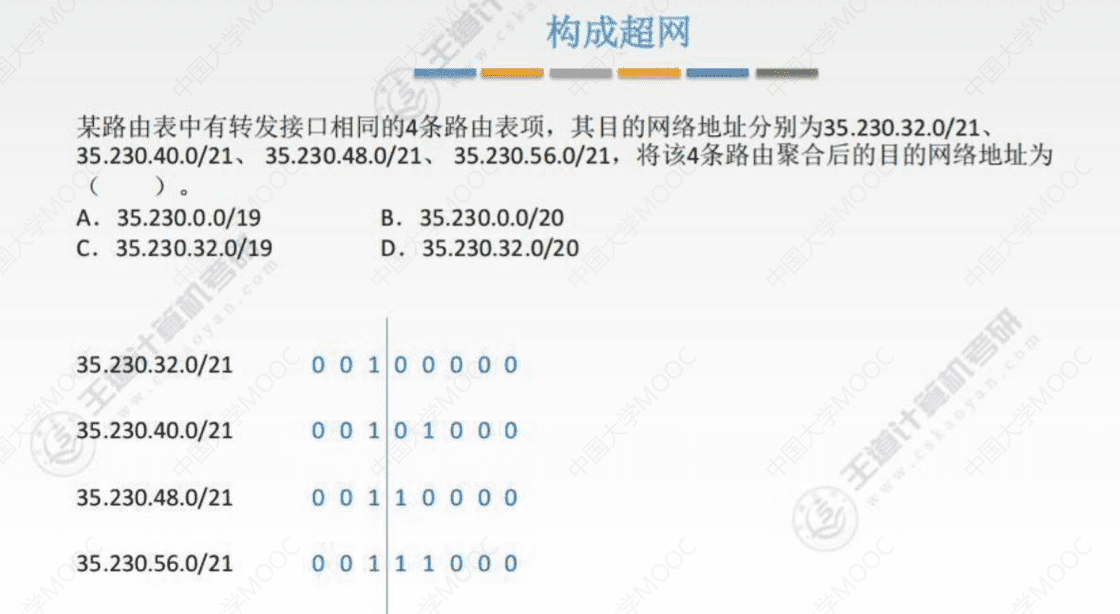 构成超网
某路由表中有转发接口相同的4条路由表项，其目的网络地址分别为35.230.32.0/21、
35.230.40.0/21、 35.230.48.0/21、 35.230.56.0/21，将该4条路由聚合后的目的网络地址为
（　　）。
A．35.230.0.0/19 B．35.230.0.0/20
C．35.230.32.0/19 D．35.230.32.0/20
35.230.32.0/21 0 0 1 0 0 0 0 0
35.230.40.0/21 0 0 1 0 1 0 0 0
35.230.48.0/21 0 0 1 1 0 0 0 0
35.230.56.0/21 0 0 1 1 1 0 0 0
王道计算机考研
www.cskaoyan.com
中国大学MOOC